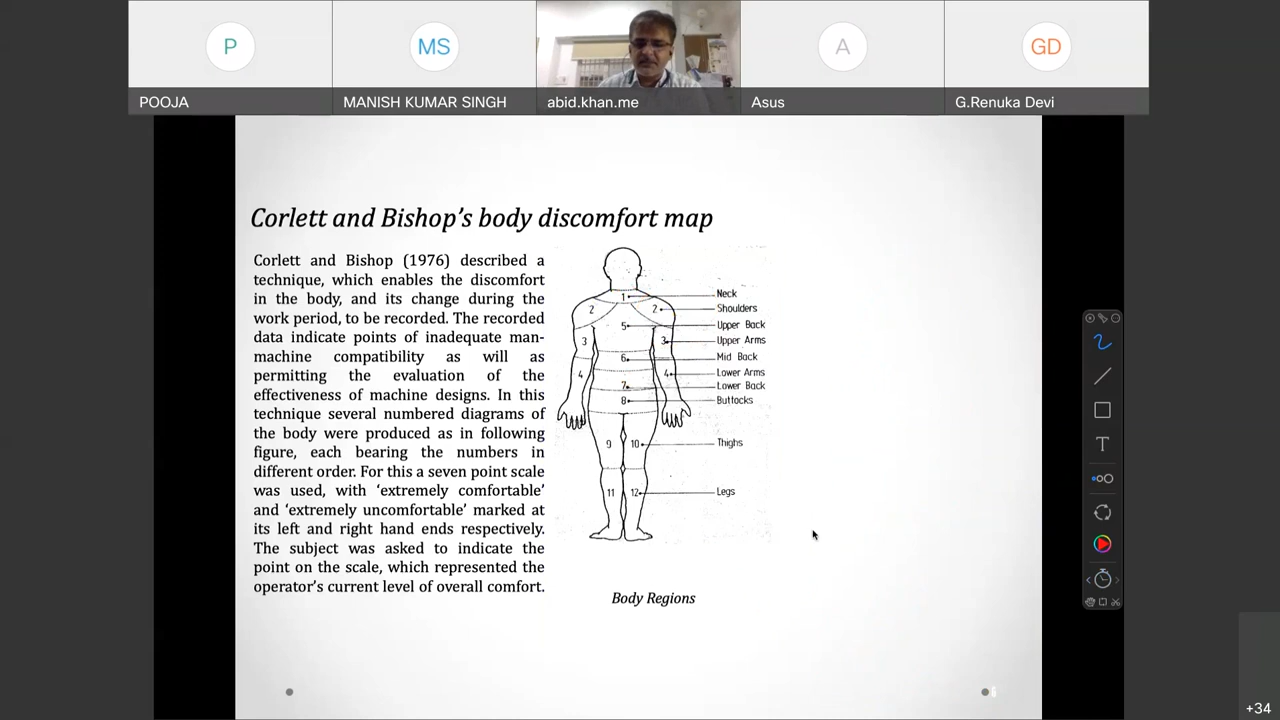 P
MS
A
GD
POOJA
MANISH KUMAR SINGH
abid.khan.me
Asus
G.Renuka Devi
Corlett and Bishop's body discomfort map
Corlett and Bishop (1976) described a
technique, which enables the discomfort
in the body, and its change during the
work period, to be recorded. The recorded
data indicate points of inadequate man-
machine compatibility as will as
permitting the evaluation of the
effectiveness of machine designs. In this
technique several numbered diagrams of
the body were produced as in following
figure, each bearing the numbers in
different order. For this a seven point scale
was used, with 'extremely comfortable'
and 'extremely uncomfortable' marked at
its left and right hand ends respectively.
The subject was asked to indicate the
point on the scale, which represented the
operator's current level of overall comfort.
1 Neck
2 2 Shoulders
5 Upper Back
3 3 Upper Arms
6 Mid Back
4 4 Lower Arms
7 Lower Back
8 Buttocks
9 10 Thighs
11 12 Legs
Body Regions
T
+34